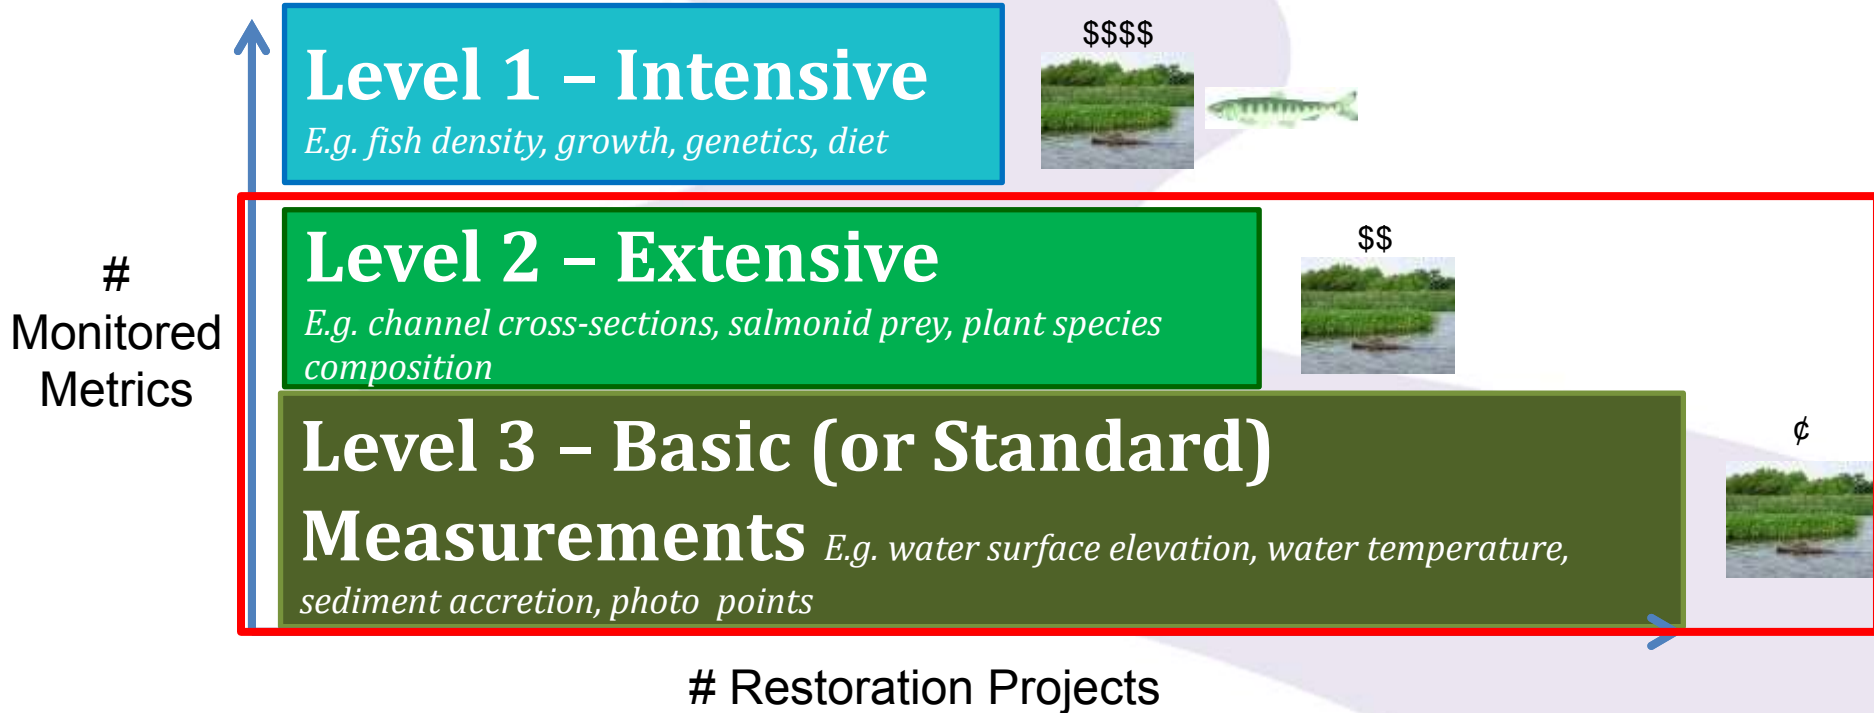 $$$$
Level 1 – Intensive
E.g. fish density, growth, genetics, diet
#
Monitored
Metrics
Level 2 – Extensive
E.g. channel cross-sections, salmonid prey, plant species
composition
$$
Level 3 – Basic (or Standard)
Measurements E.g. water surface elevation, water temperature,
sediment accretion, photo points
¢
# Restoration Projects